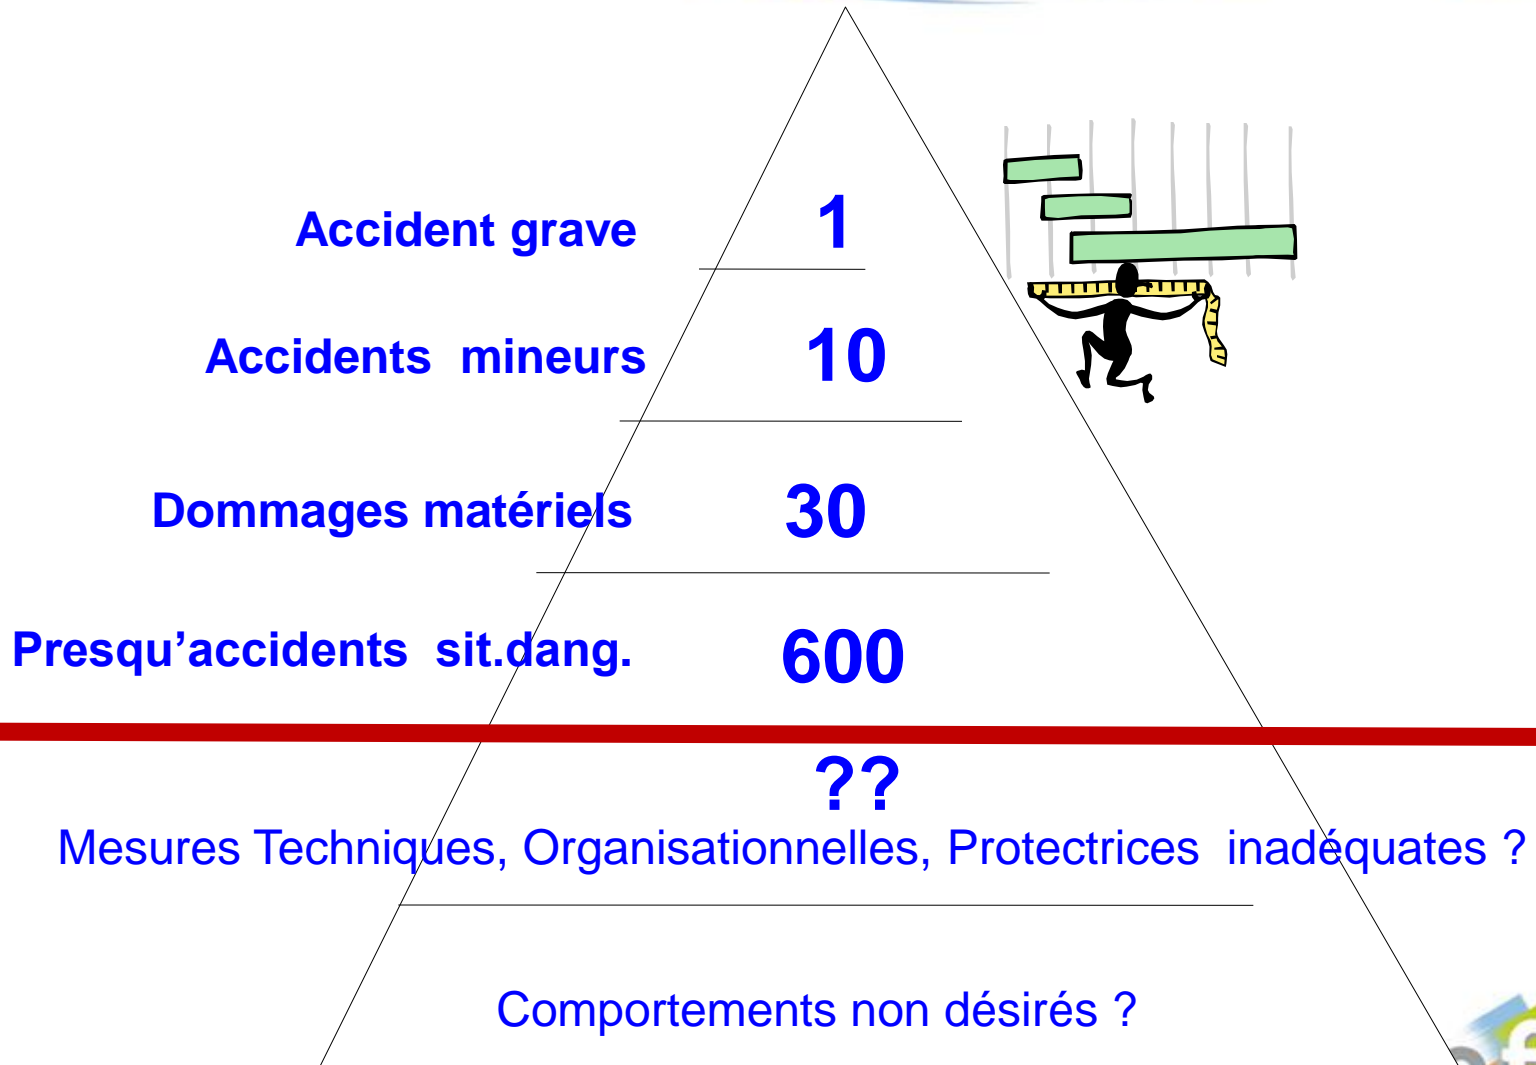 Accident grave 1
Accidents mineurs 10
Dommages matériels 30
Presqu’accidents sit.dang. 600
??
Mesures Techniques, Organisationnelles, Protectrices inadéquates ?
Comportements non désirés ?